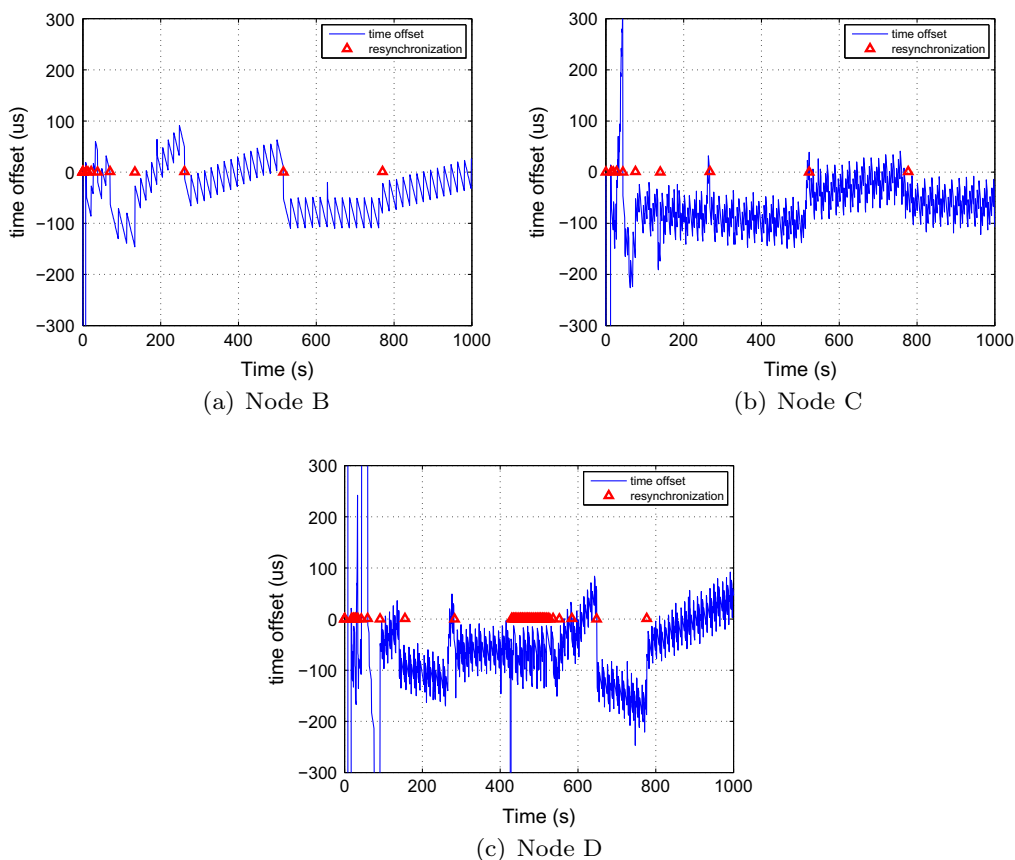 300
200
100
0
−100
−200
−300
time offset (us)
0
200
400
600
800
1000
Time (s)
time offset
resynchronization
(a) Node B
300
200
100
0
−100
−200
−300
time offset (us)
0
200
400
600
800
1000
Time (s)
time offset
resynchronization
(b) Node C
300
200
100
0
−100
−200
−300
time offset (us)
0
200
400
600
800
1000
Time (s)
time offset
resynchronization
(c) Node D